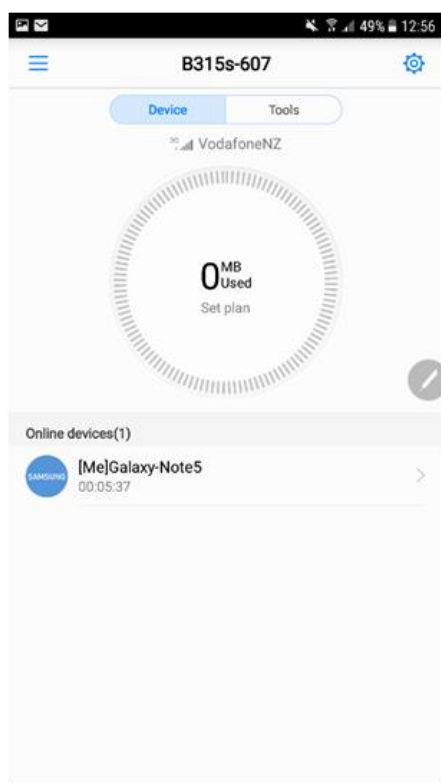 49% 12:56
B315s-607
Device Tools
VodafoneNZ
0 MB Used
Set plan
Online devices(1)
SAMSUNG
[Me]Galaxy-Note5
00:05:37